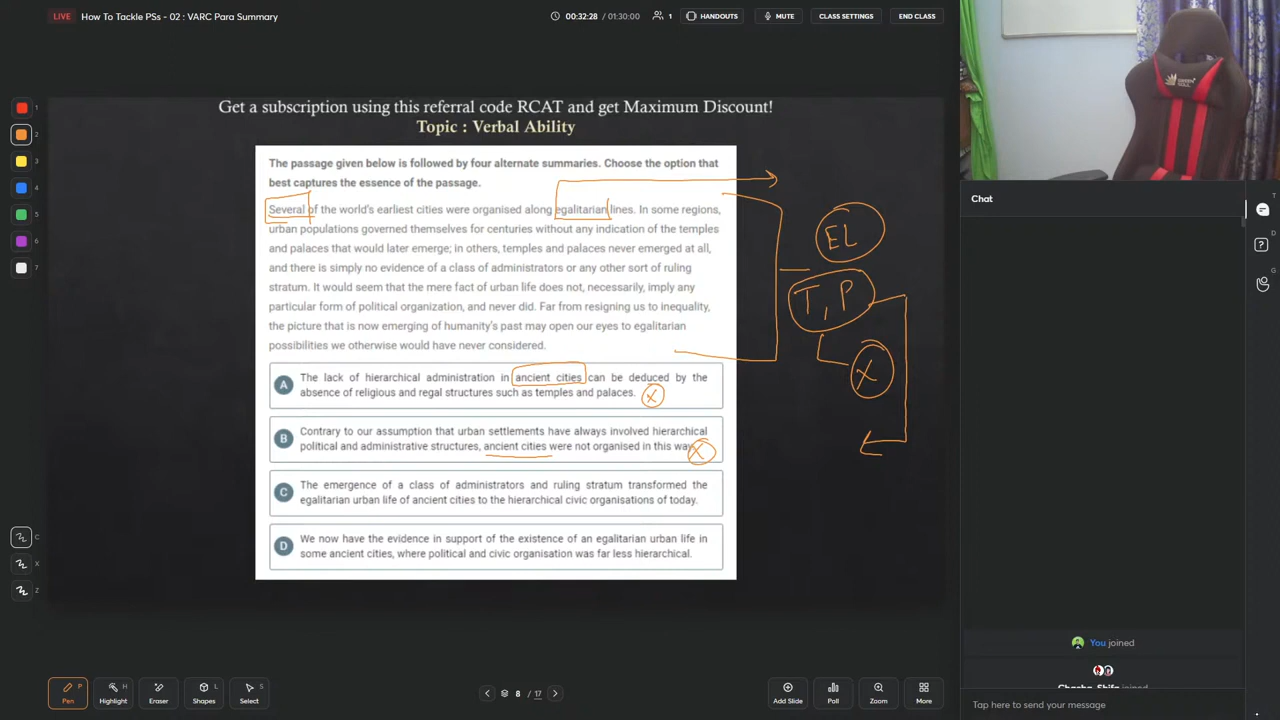 LIVE
How To Tackle PSs - 02 : VARC Para Summary
00:32:28 / 01:30:00
1
HANDOUTS
MUTE
CLASS SETTINGS
END CLASS
Get a subscription using this referral code RCAT and get Maximum Discount!
Topic : Verbal Ability
The passage given below is followed by four alternate summaries. Choose the option that
best captures the essence of the passage.
Several of the world's earliest cities were organised along egalitarian lines. In some regions,
urban populations governed themselves for centuries without any indication of the temples
and palaces that would later emerge; in others, temples and palaces never emerged at all,
and there is simply no evidence of a class of administrators or any other sort of ruling
stratum. It would seem that the mere fact of urban life does not, necessarily, imply any
particular form of political organization, and never did. Far from resigning us to inequality,
the picture that is now emerging of humanity's past may open our eyes to egalitarian
possibilities we otherwise would have never considered.
A
The lack of hierarchical administration in ancient cities can be deduced by the
absence of religious and regal structures such as temples and palaces.
X
B
Contrary to our assumption that urban settlements have always involved hierarchical
political and administrative structures, ancient cities were not organised in this way
X
C
The emergence of a class of administrators and ruling stratum transformed the
egalitarian urban life of ancient cities to the hierarchical civic organisations of today.
D
We now have the evidence in support of the existence of an egalitarian urban life in
some ancient cities, where political and civic organisation was far less hierarchical.
EL
T, P
X
1
2
3
4
5
6
7
C
X
Z
Pen
P
Highlight
H
Eraser
E
Shapes
L
Select
S
8 / 17
Add Slide
Poll
Zoom
More
Chat
You joined
Tap here to send your message
T
D
?
C